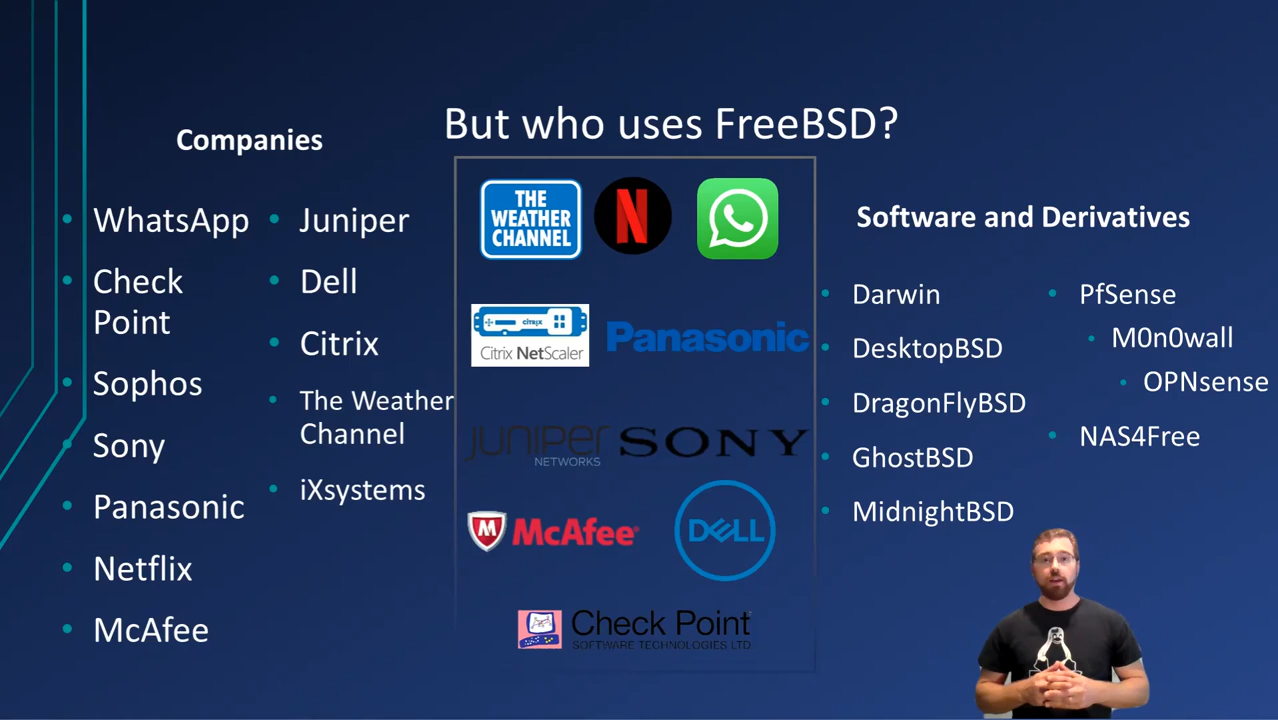 But who uses FreeBSD?
Companies
WhatsApp
Check
Point
Sophos
Sony
Panasonic
Netflix
McAfee
Juniper
Dell
Citrix
The Weather
Channel
iXsystems
THE
WEATHER
CHANNEL
N
CITRIX
Citrix NetScaler
Panasonic
JUNIPER
NETWORKS
SONY
M McAfee
DELL
Check Point
SOFTWARE TECHNOLOGIES LTD
Software and Derivatives
Darwin
DesktopBSD
DragonFlyBSD
GhostBSD
MidnightBSD
PfSense
M0n0wall
OPNsense
NAS4Free